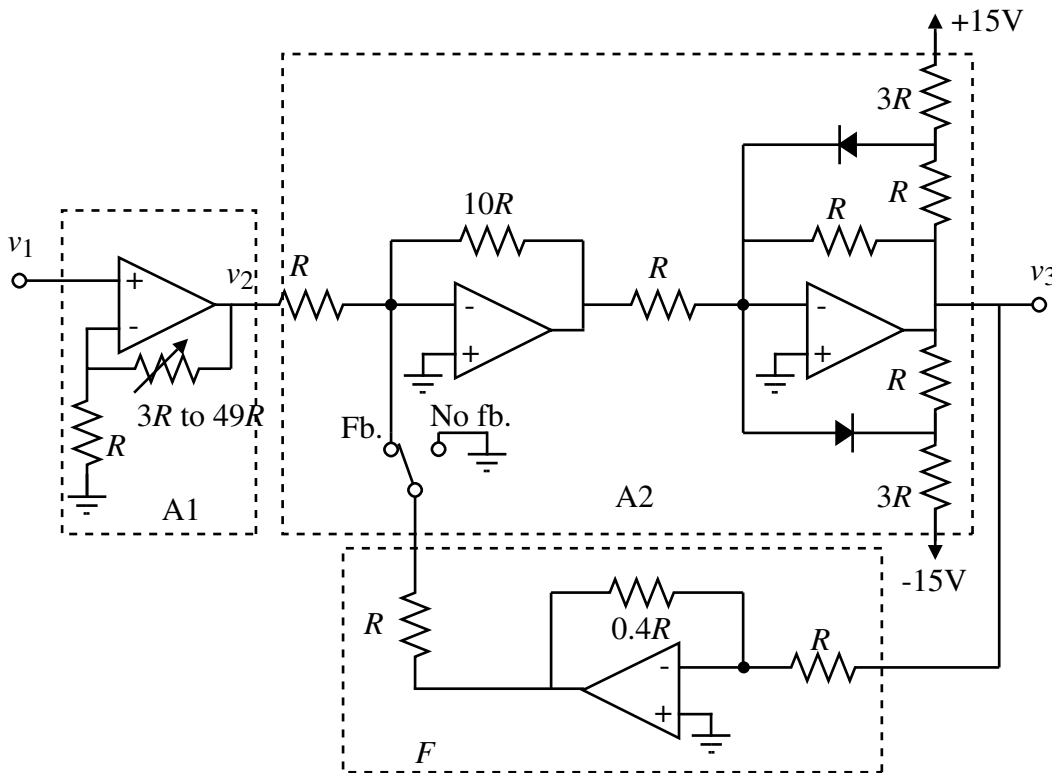 +15V
3R
R
10R
R
v1
v2
R
R
v3
+
-
-
+
-
+
3R to 49R
R
Fb.
No fb.
R
A1
A2
3R
-15V
R
0.4R
R
-
+
F